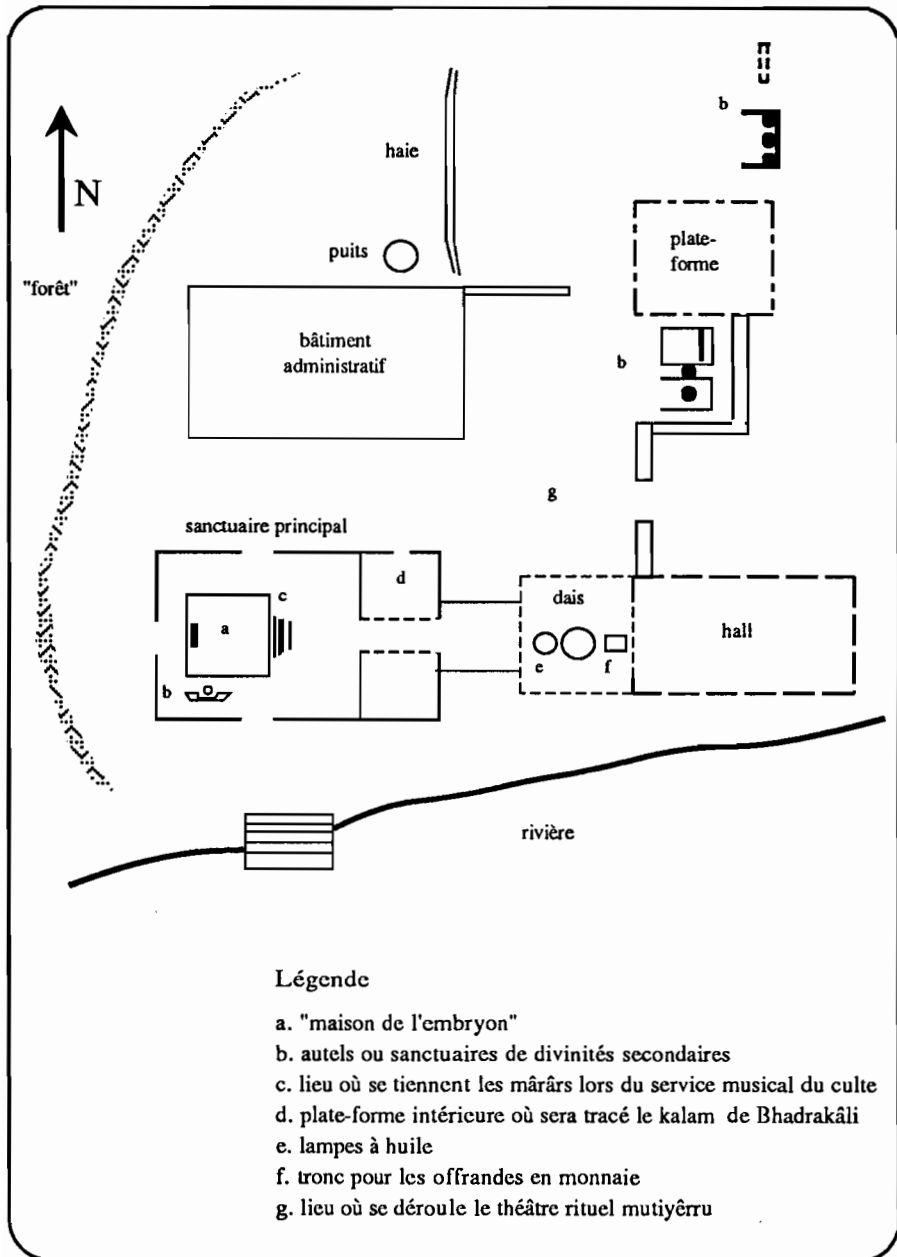 b
haie
N
plate-
forme
puits
"forêt"
bâtiment
administratif
b
g
sanctuaire principal
d
c
dais
a
hall
e
f
b
rivière
Légende
a. "maison de l'embryon"
b. autels ou sanctuaires de divinités secondaires
c. lieu où se tiennent les mârârs lors du service musical du culte
d. plate-forme intérieure où sera tracé le kalam de Bhadrakâli
e. lampes à huile
f. tronc pour les offrandes en monnaie
g. lieu où se déroule le théâtre rituel mutiyêrru